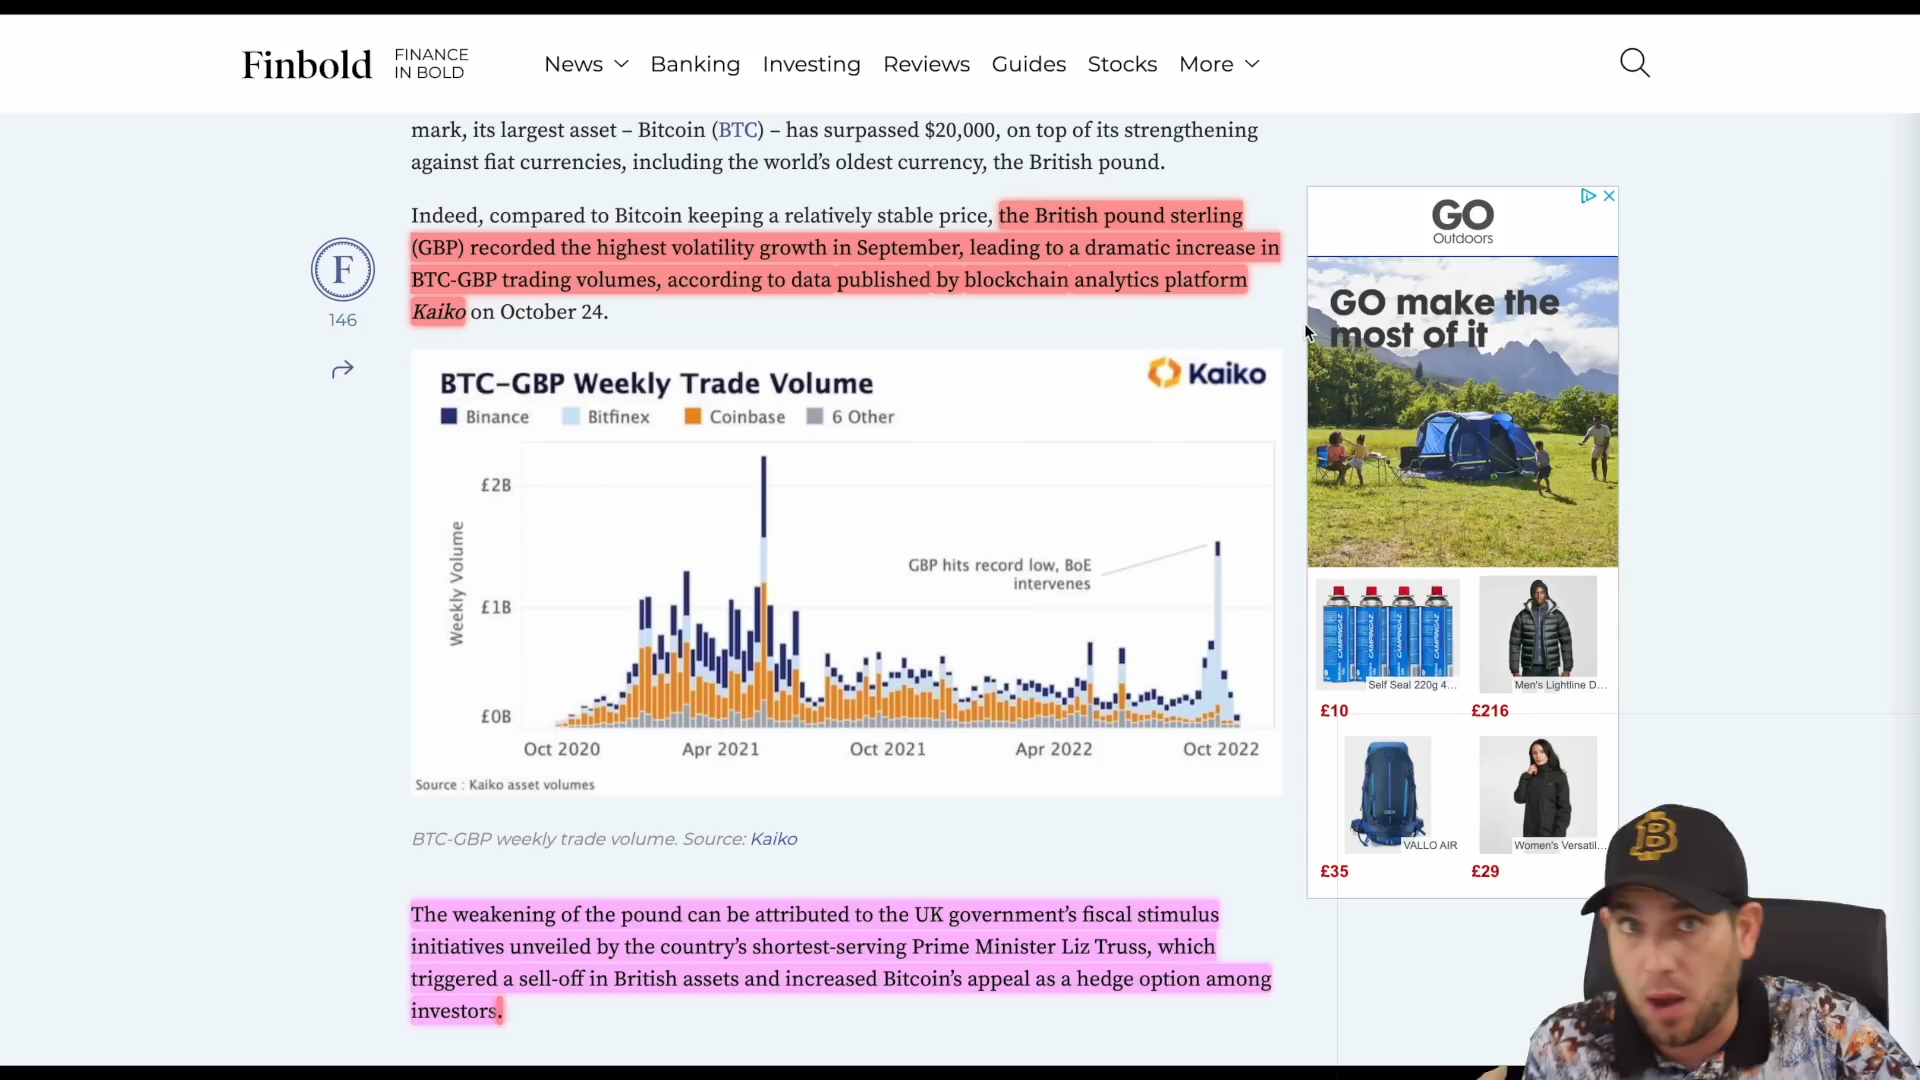 Finbold
FINANCE
IN BOLD
News
Banking
Investing
Reviews
Guides
Stocks
More
mark, its largest asset – Bitcoin (BTC) – has surpassed $20,000, on top of its strengthening
against fiat currencies, including the world’s oldest currency, the British pound.
Indeed, compared to Bitcoin keeping a relatively stable price, the British pound sterling
(GBP) recorded the highest volatility growth in September, leading to a dramatic increase in
BTC-GBP trading volumes, according to data published by blockchain analytics platform
Kaiko on October 24.
F
146
BTC-GBP Weekly Trade Volume
Kaiko
Binance
Bitfinex
Coinbase
6 Other
£2B
£1B
£0B
Weekly Volume
GBP hits record low, BoE
intervenes
Oct 2020
Apr 2021
Oct 2021
Apr 2022
Oct 2022
Source : Kaiko asset volumes
BTC-GBP weekly trade volume. Source: Kaiko
The weakening of the pound can be attributed to the UK government’s fiscal stimulus
initiatives unveiled by the country’s shortest-serving Prime Minister Liz Truss, which
triggered a sell-off in British assets and increased Bitcoin’s appeal as a hedge option among
investors.
GO
Outdoors
GO make the
most of it
CAMPINGAZ
CAMPINGAZ
CAMPINGAZ
CAMPINGAZ
Self Seal 220g 4...
Men's Lightline D...
£10
£216
VALLO AIR
Women's Versatil...
£35
£29
B